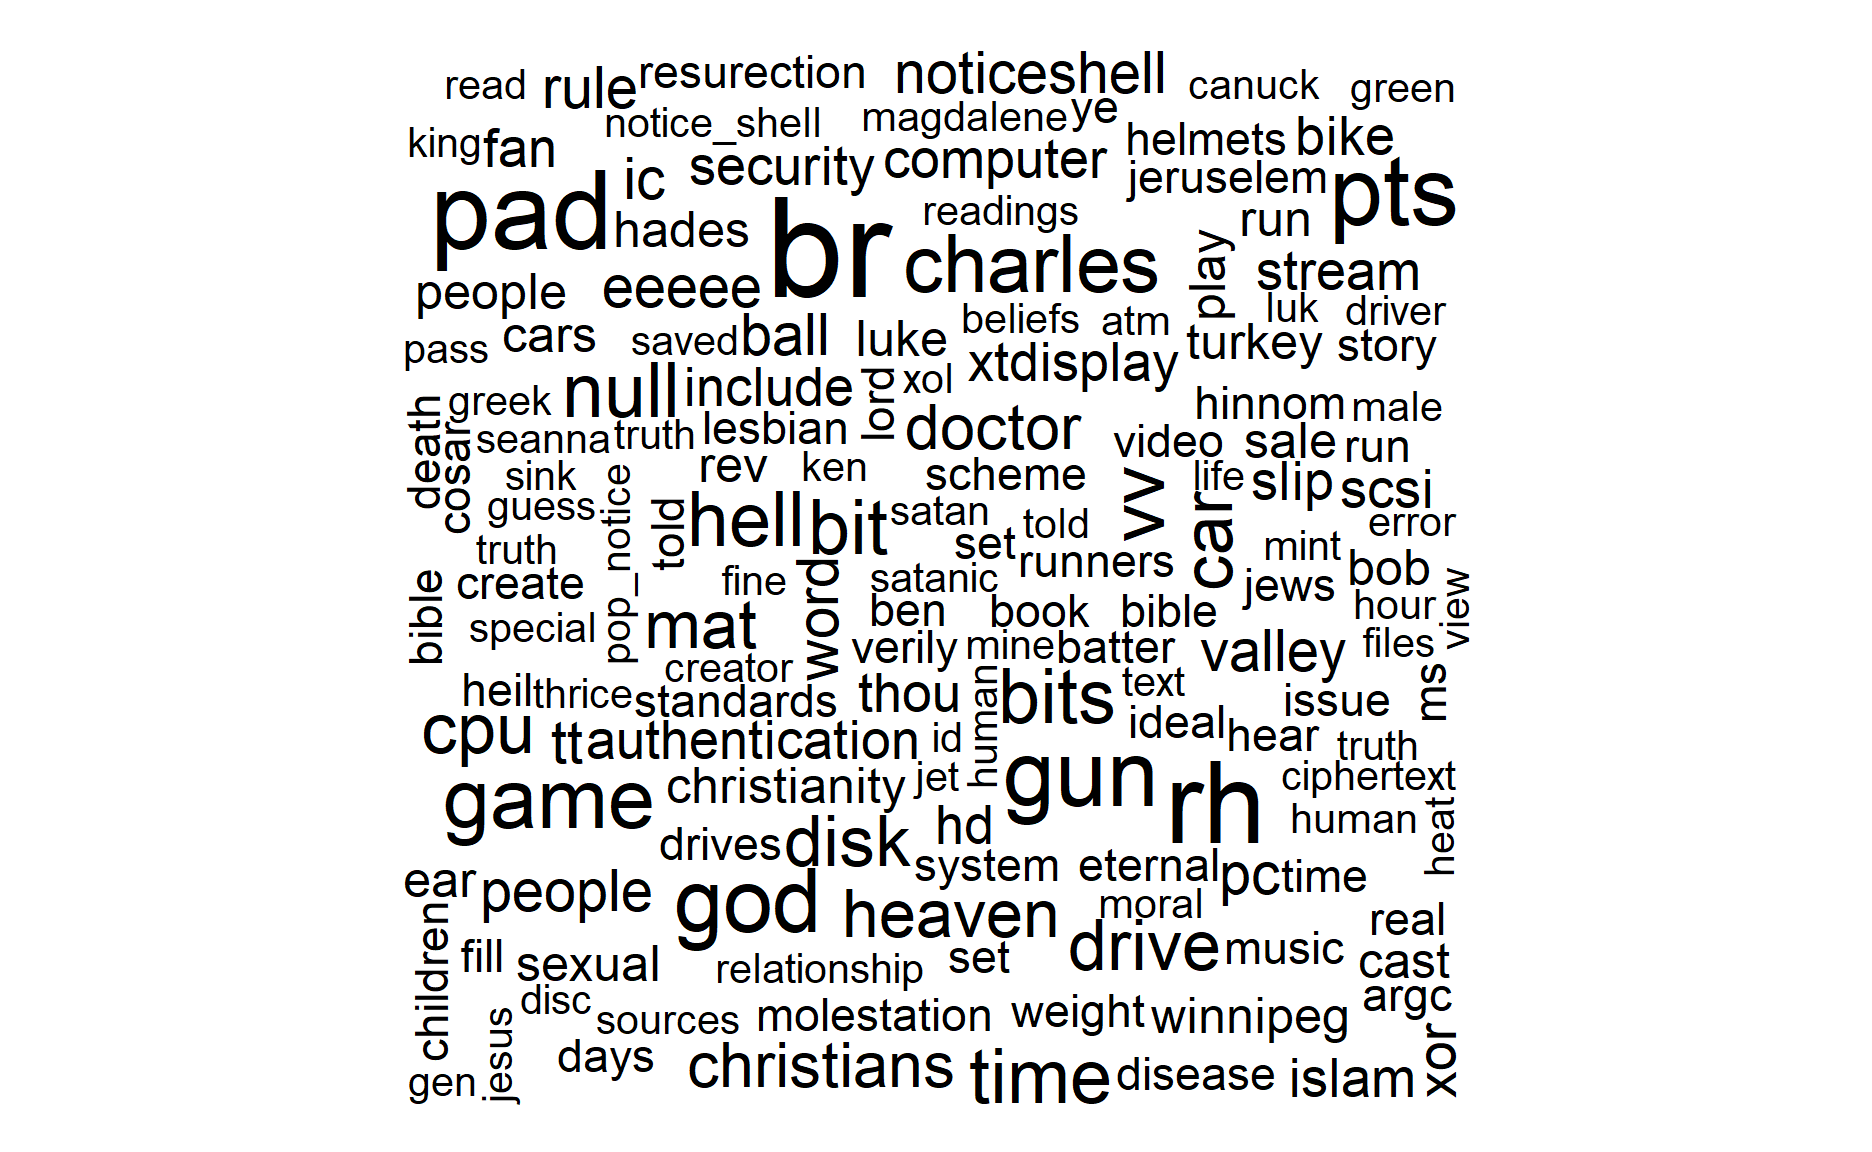 read rule resurection noticeshell canuck green
notice_shell magdalene ye
king fan ic security computer helmets bike
jeruselem
pad hades br readings run pts
charles play stream
people eeeee
beliefs atm luk driver
pass cars saved ball luke xtdisplay turkey story
null include lord xol
death greek hinnom male
cosar seanna truth lesbian doctor video sale run
sink rev ken scheme vv life slip scsi
guess pop_notice told hell bit satan told car error
truth set runners mint
bible create fine word satanic jews bob
special mat ben book bible hour view
creator verily mine batter valley files
heil thrice standards thou human bits text issue ms
cpu tt authentication id ideal hear truth
game christianity jet gun rh ciphertext
drives disk hd human heat
system eternal pc time
ear people god heaven moral
children fill sexual relationship set drive music real
cast
disc argc
jesus sources molestation weight winnipeg xor
gen days christians time disease islam